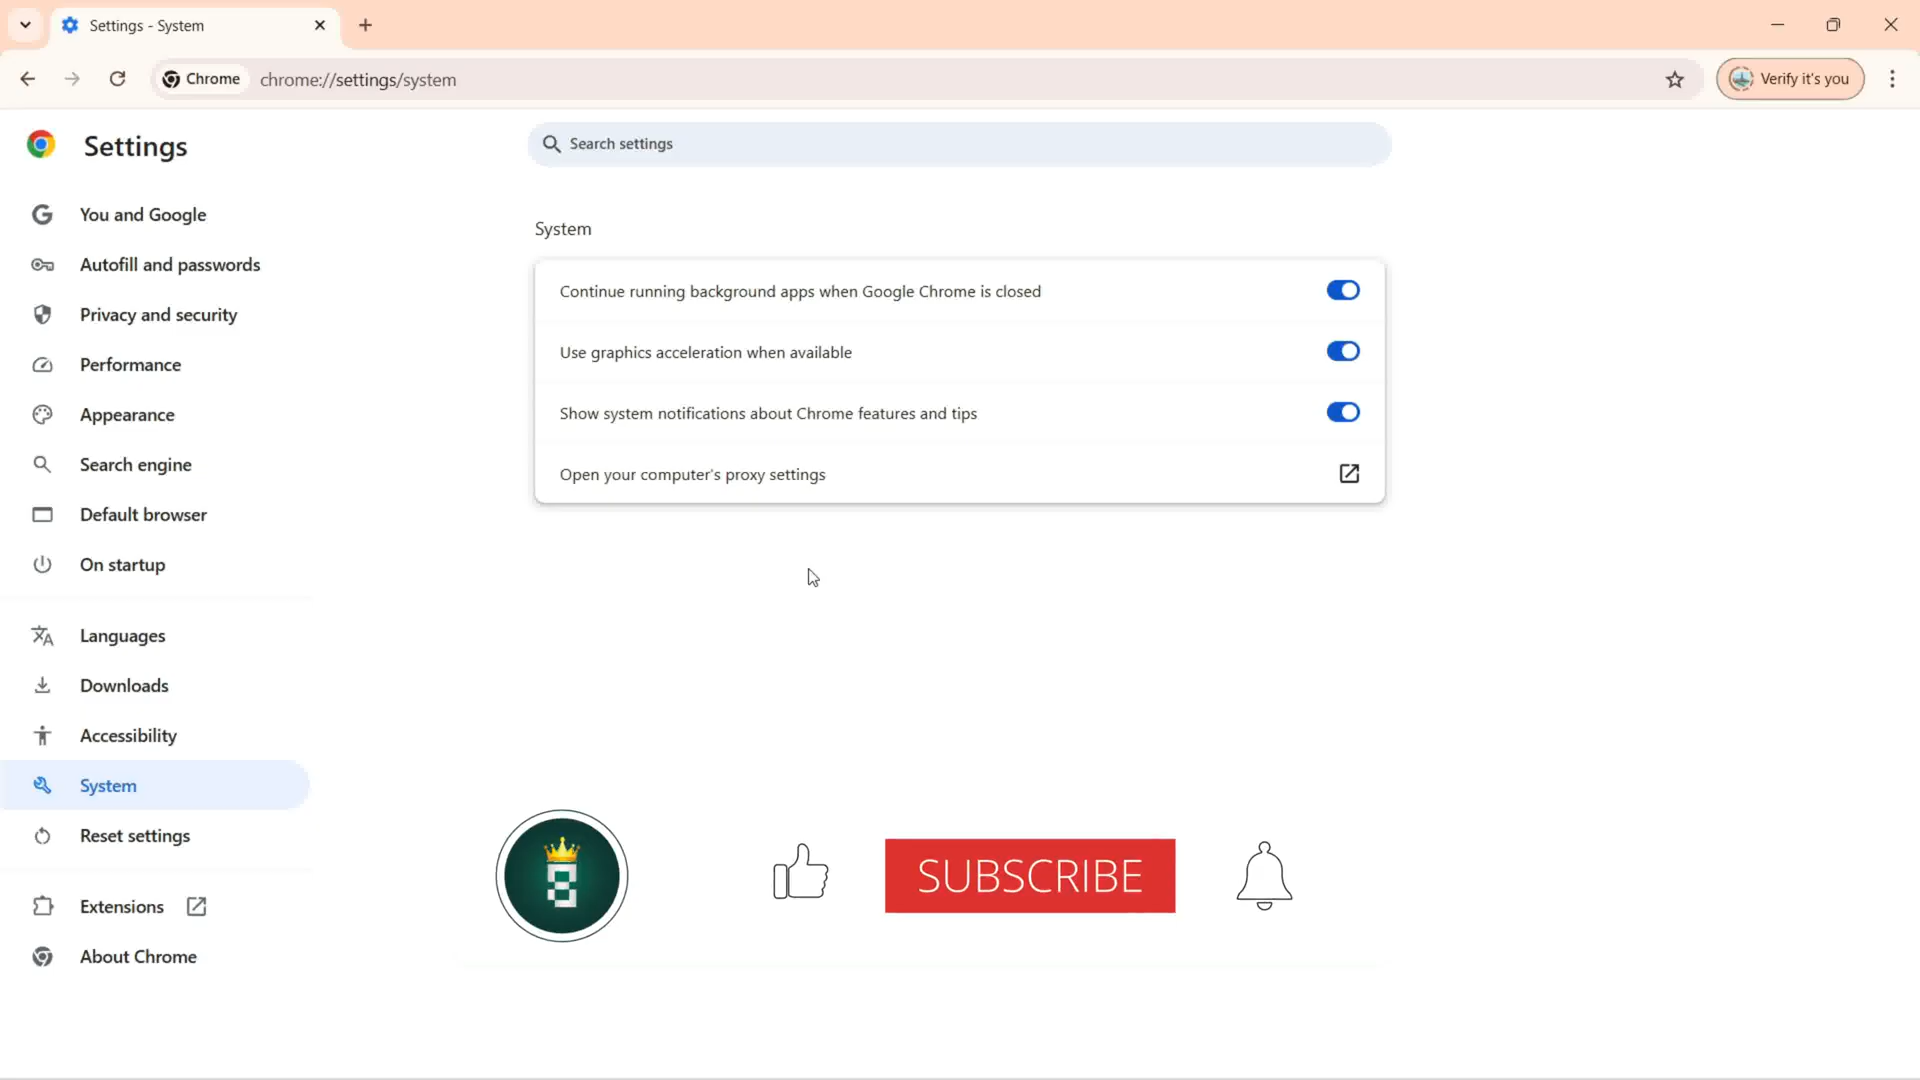 Settings - System
Chrome
chrome://settings/system
Verify it's you
Settings
Search settings
You and Google
Autofill and passwords
Privacy and security
Performance
Appearance
Search engine
Default browser
On startup
Languages
Downloads
Accessibility
System
Reset settings
Extensions
About Chrome
System
Continue running background apps when Google Chrome is closed
Use graphics acceleration when available
Show system notifications about Chrome features and tips
Open your computer's proxy settings
SUBSCRIBE